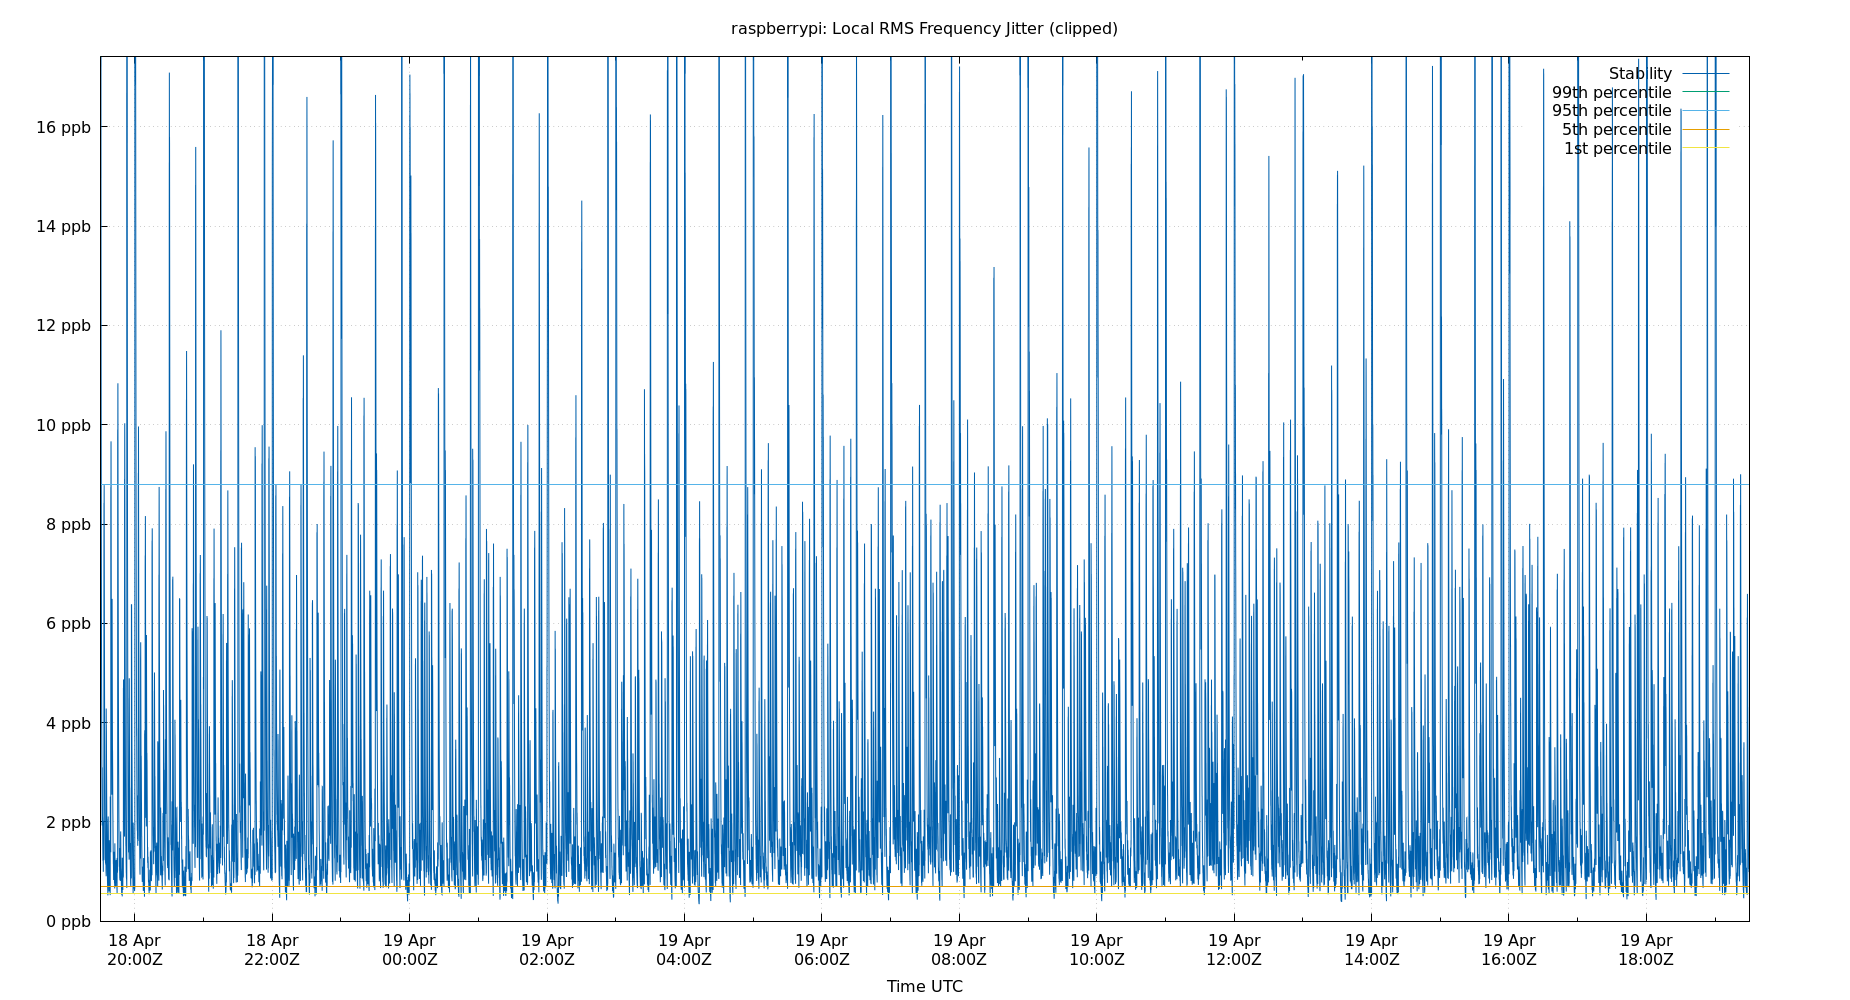 raspberrypi: Local RMS Frequency Jitter (clipped)
Stability
99th percentile
95th percentile
5th percentile
1st percentile
16 ppb
14 ppb
12 ppb
10 ppb
8 ppb
6 ppb
4 ppb
2 ppb
0 ppb
18 Apr 18 Apr 19 Apr 19 Apr 19 Apr 19 Apr 19 Apr 19 Apr 19 Apr 19 Apr 19 Apr 19 Apr
20:00Z 22:00Z 00:00Z 02:00Z 04:00Z 06:00Z 08:00Z 10:00Z 12:00Z 14:00Z 16:00Z 18:00Z
Time UTC